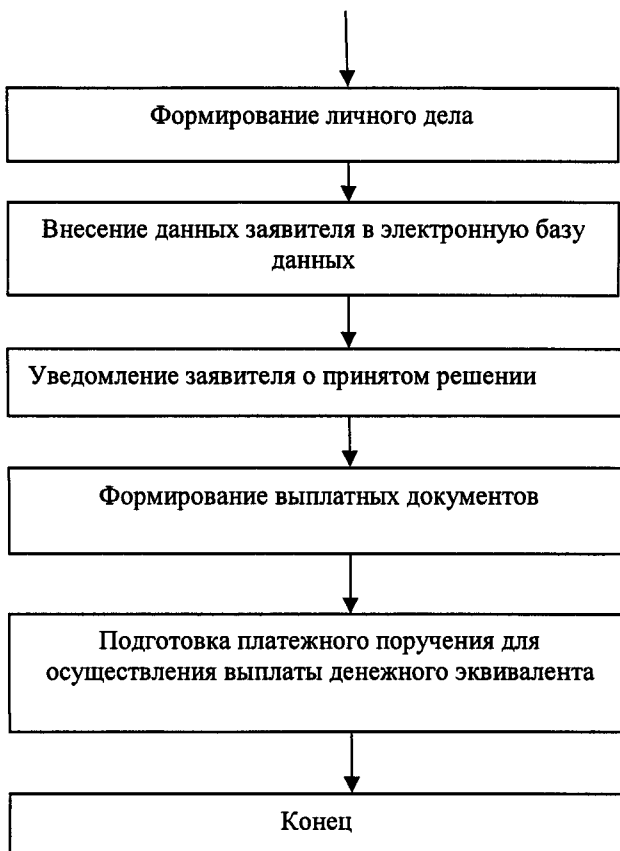 Формирование личного дела
Внесение данных заявителя в электронную базу
данных
Уведомление заявителя о принятом решении
Формирование выплатных документов
Подготовка платежного поручения для
осуществления выплаты денежного эквивалента
Конец